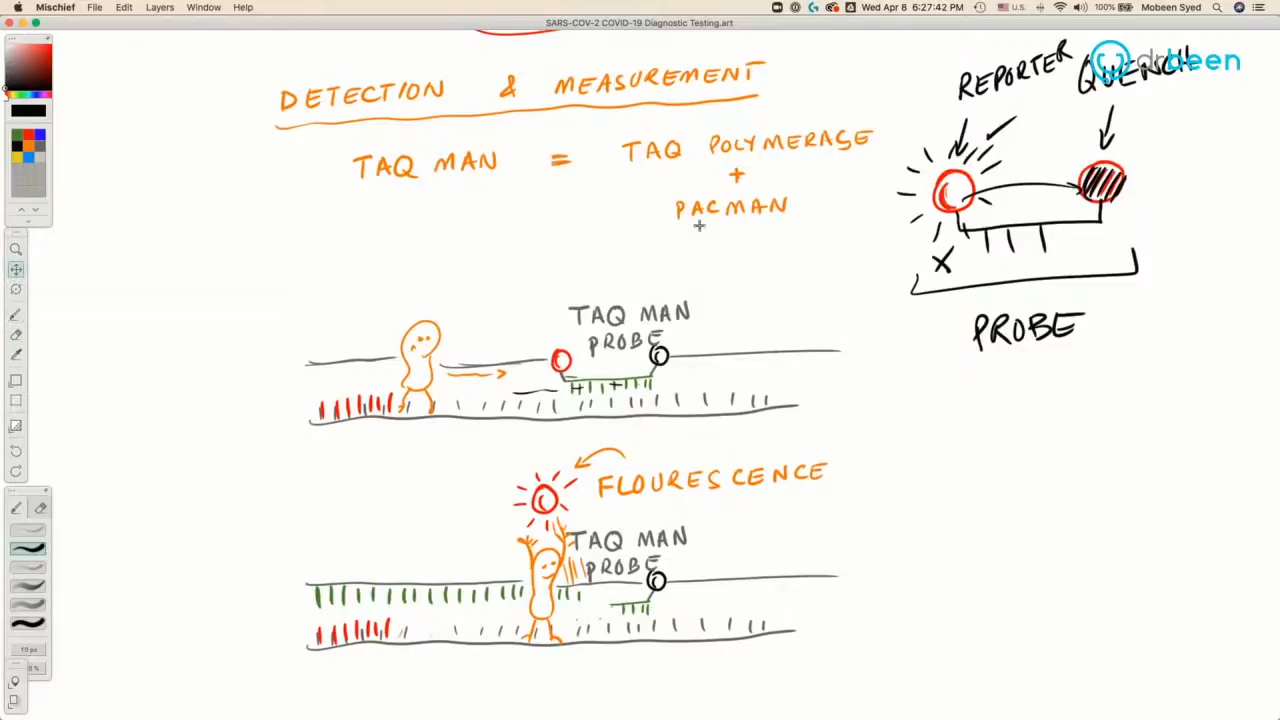 Mischief File Edit Layers Window Help
Wed Apr 8 6:27:42 PM U.S. 100% Mobeen Syed
SARS-COV-2 COVID-19 Diagnostic Testing.art
drbeen
DETECTION & MEASUREMENT
REPORTER QUENCH
TAQ MAN = TAQ POLYMERASE
+
PACMAN
X
PROBE
TAQ MAN
PROBE
FLOURESCENCE
TAQ MAN
PROBE
10 px